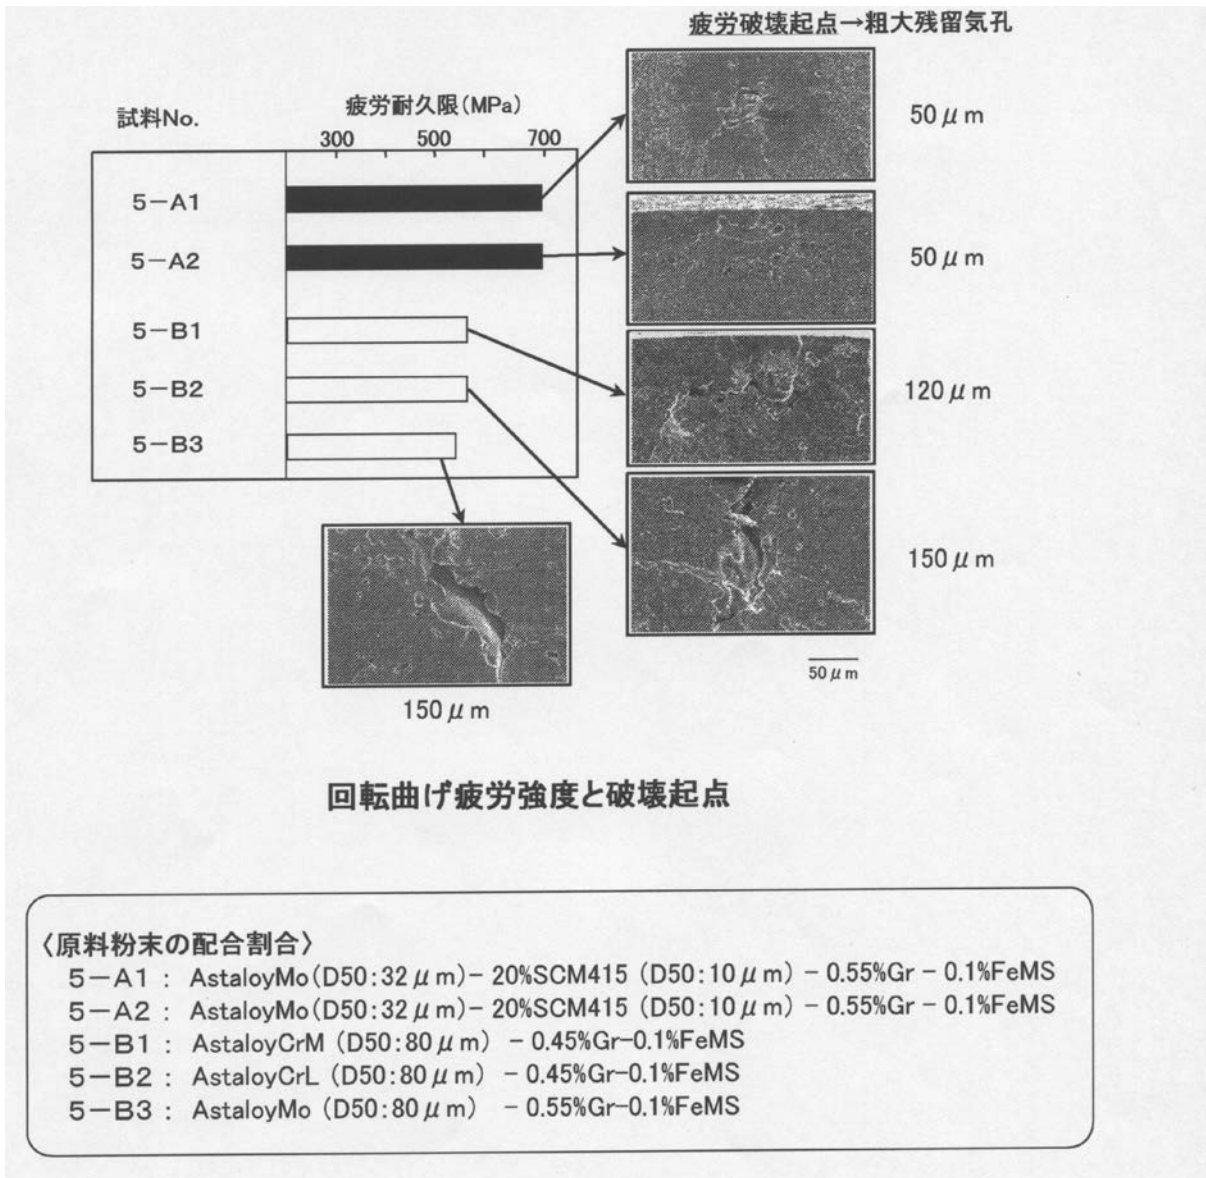 疲労破壊起点→粗大残留気孔
試料No.
疲労耐久限(MPa)
300 500 700
5-A1
5-A2
5-B1
5-B2
5-B3
50μm
50μm
120μm
150μm
50μm
150μm
回転曲げ疲労強度と破壊起点
〈原料粉末の配合割合〉
5-A1 : AstaloyMo(D50:32μm)- 20%SCM415 (D50:10μm) - 0.55%Gr - 0.1%FeMS
5-A2 : AstaloyMo(D50:32μm)- 20%SCM415 (D50:10μm) - 0.55%Gr - 0.1%FeMS
5-B1 : AstaloyCrM (D50:80μm) - 0.45%Gr-0.1%FeMS
5-B2 : AstaloyCrL (D50:80μm) - 0.45%Gr-0.1%FeMS
5-B3 : AstaloyMo (D50:80μm) - 0.55%Gr-0.1%FeMS